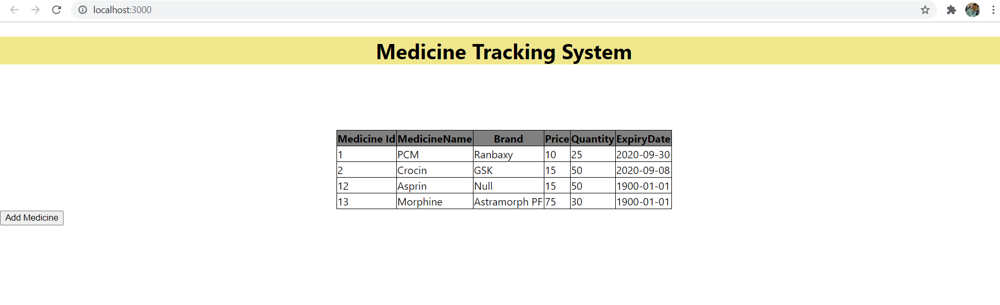 localhost:3000
Medicine Tracking System
Medicine Id MedicineName Brand Price Quantity ExpiryDate
1 PCM Ranbaxy 10 25 2020-09-30
2 Crocin GSK 15 50 2020-09-08
12 Asprin Null 15 50 1900-01-01
13 Morphine Astramorph PF 75 30 1900-01-01
Add Medicine